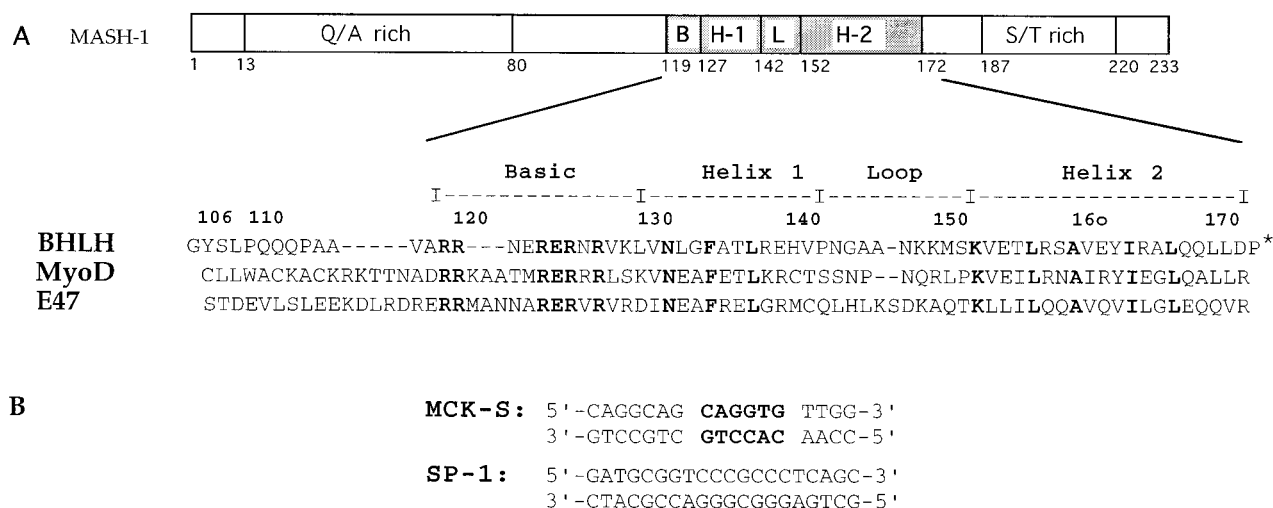 A MASH-1 Q/A rich B H-1 L H-2 S/T rich
1 13 80 119 127 142 152 172 187 220 233
Basic Helix 1 Loop Helix 2
I---------------I-------------I-----------I--------------------I
106 110 120 130 140 150 160 170
BHLH GYSLPQQQPAA-----VARR---NERERNRVKLVNLGFATLREHVPNGAA-NKKMSKVETLRSAVEYIRALQQLLDP*
MyoD CLLWACKACKRKTTNADRRKAATMRERRRLSKVNEAFETLKRCTSSNP--NQRLPKVEILRNAIRYIEGLQALLR
E47 STDEVLSLEEKDLRDRERRMANNARERVRVRDINEAFRELGRMCQLHLKSDKAQTKLLILQQAVQVILGLEQQVR
B
MCK-S: 5'-CAGGCAG CAGGTG TTGG-3'
3'-GTCCGTC GTCCAC AACC-5'
SP-1: 5'-GATGCGGTCCCGCCCTCAGC-3'
3'-CTACGCCAGGGCGGGAGTCG-5'